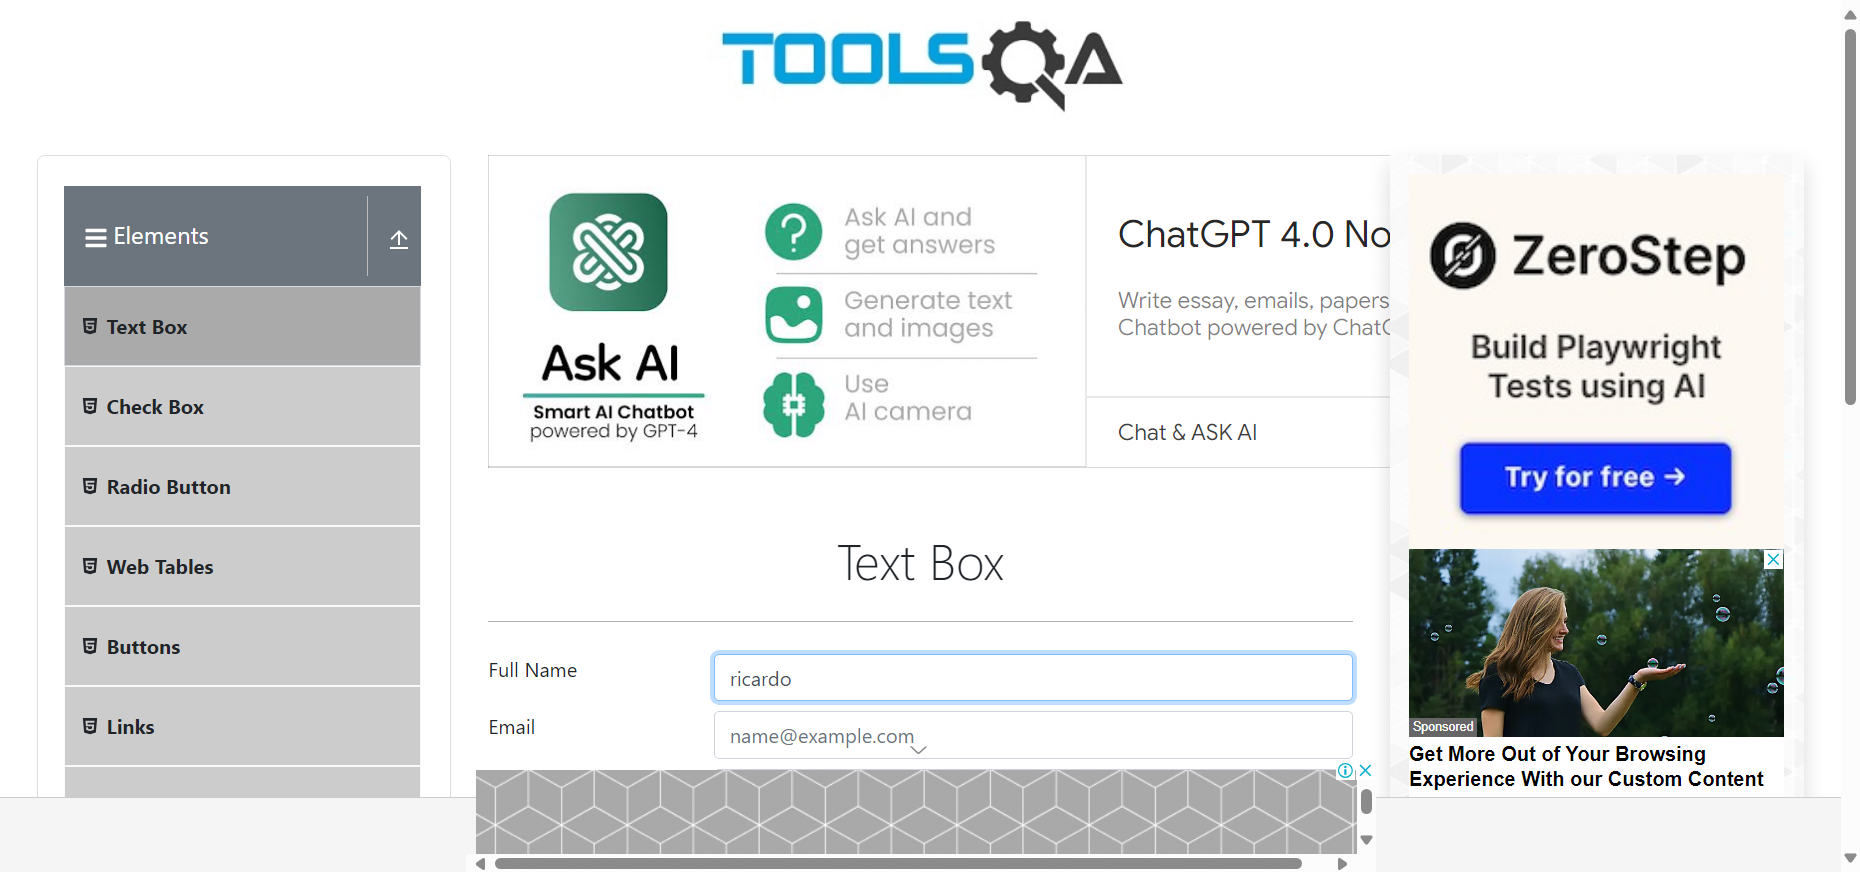 TOOLSQA
Elements
Text Box
Check Box
Radio Button
Web Tables
Buttons
Links
Ask AI
Smart AI Chatbot
powered by GPT-4
Ask AI and
get answers
Generate text
and images
Use
AI camera
ChatGPT 4.0 No
Write essay, emails, papers
Chatbot powered by Chat
Chat & ASK AI
Text Box
Full Name
ricardo
Email
name@example.com
ZeroStep
Build Playwright
Tests using AI
Try for free →
Sponsored
Get More Out of Your Browsing
Experience With our Custom Content